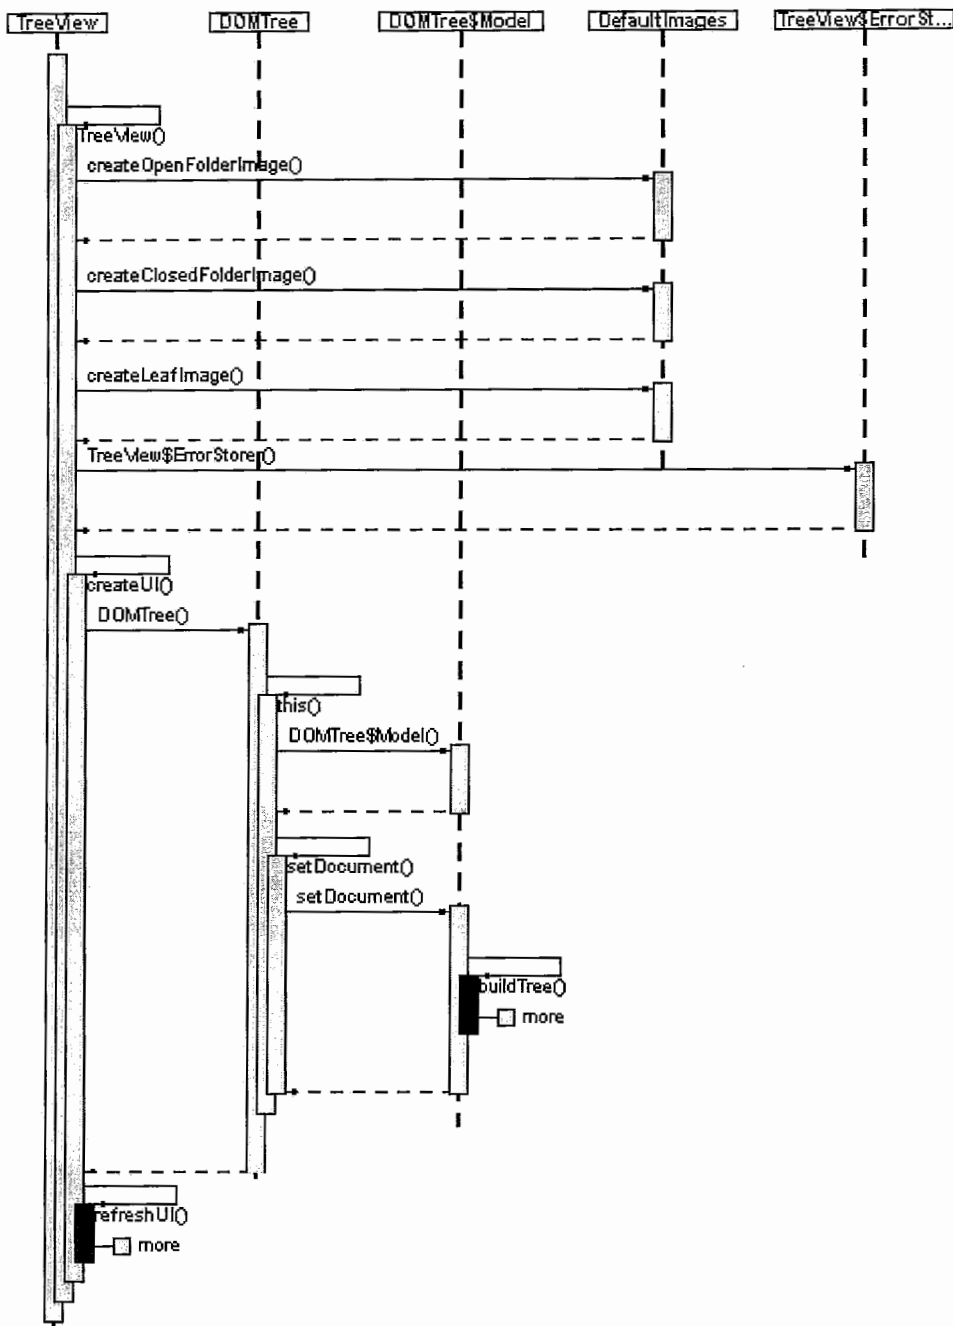 TreeView DOMTree DOMTree$Model DefaultImages TreeView$ErrorSt...
TreeView()
createOpenFolderImage()
createClosedFolderImage()
createLeafImage()
TreeView$ErrorStorer()
createUI()
DOMTree()
this()
DOMTree$Model()
setDocument()
setDocument()
buildTree()
more
refreshUI()
more